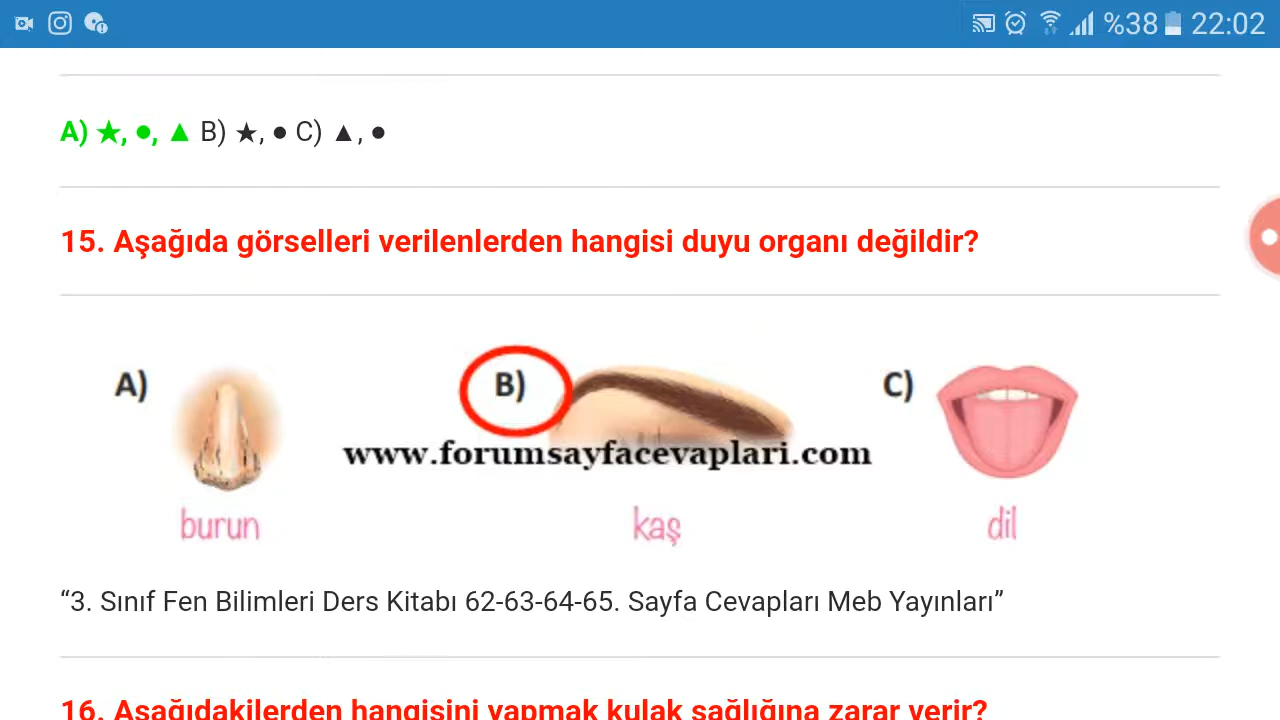 %38 22:02
A) ★, ●, ▲ B) ★, ● C) ▲, ●
15. Aşağıda görselleri verilenlerden hangisi duyu organı değildir?
A) B) C)
www.forumsayfacevaplari.com
burun kaş dil
“3. Sınıf Fen Bilimleri Ders Kitabı 62-63-64-65. Sayfa Cevapları Meb Yayınları”
16. Aşağıdakilerden hangisini yapmak kulak sağlığına zarar verir?